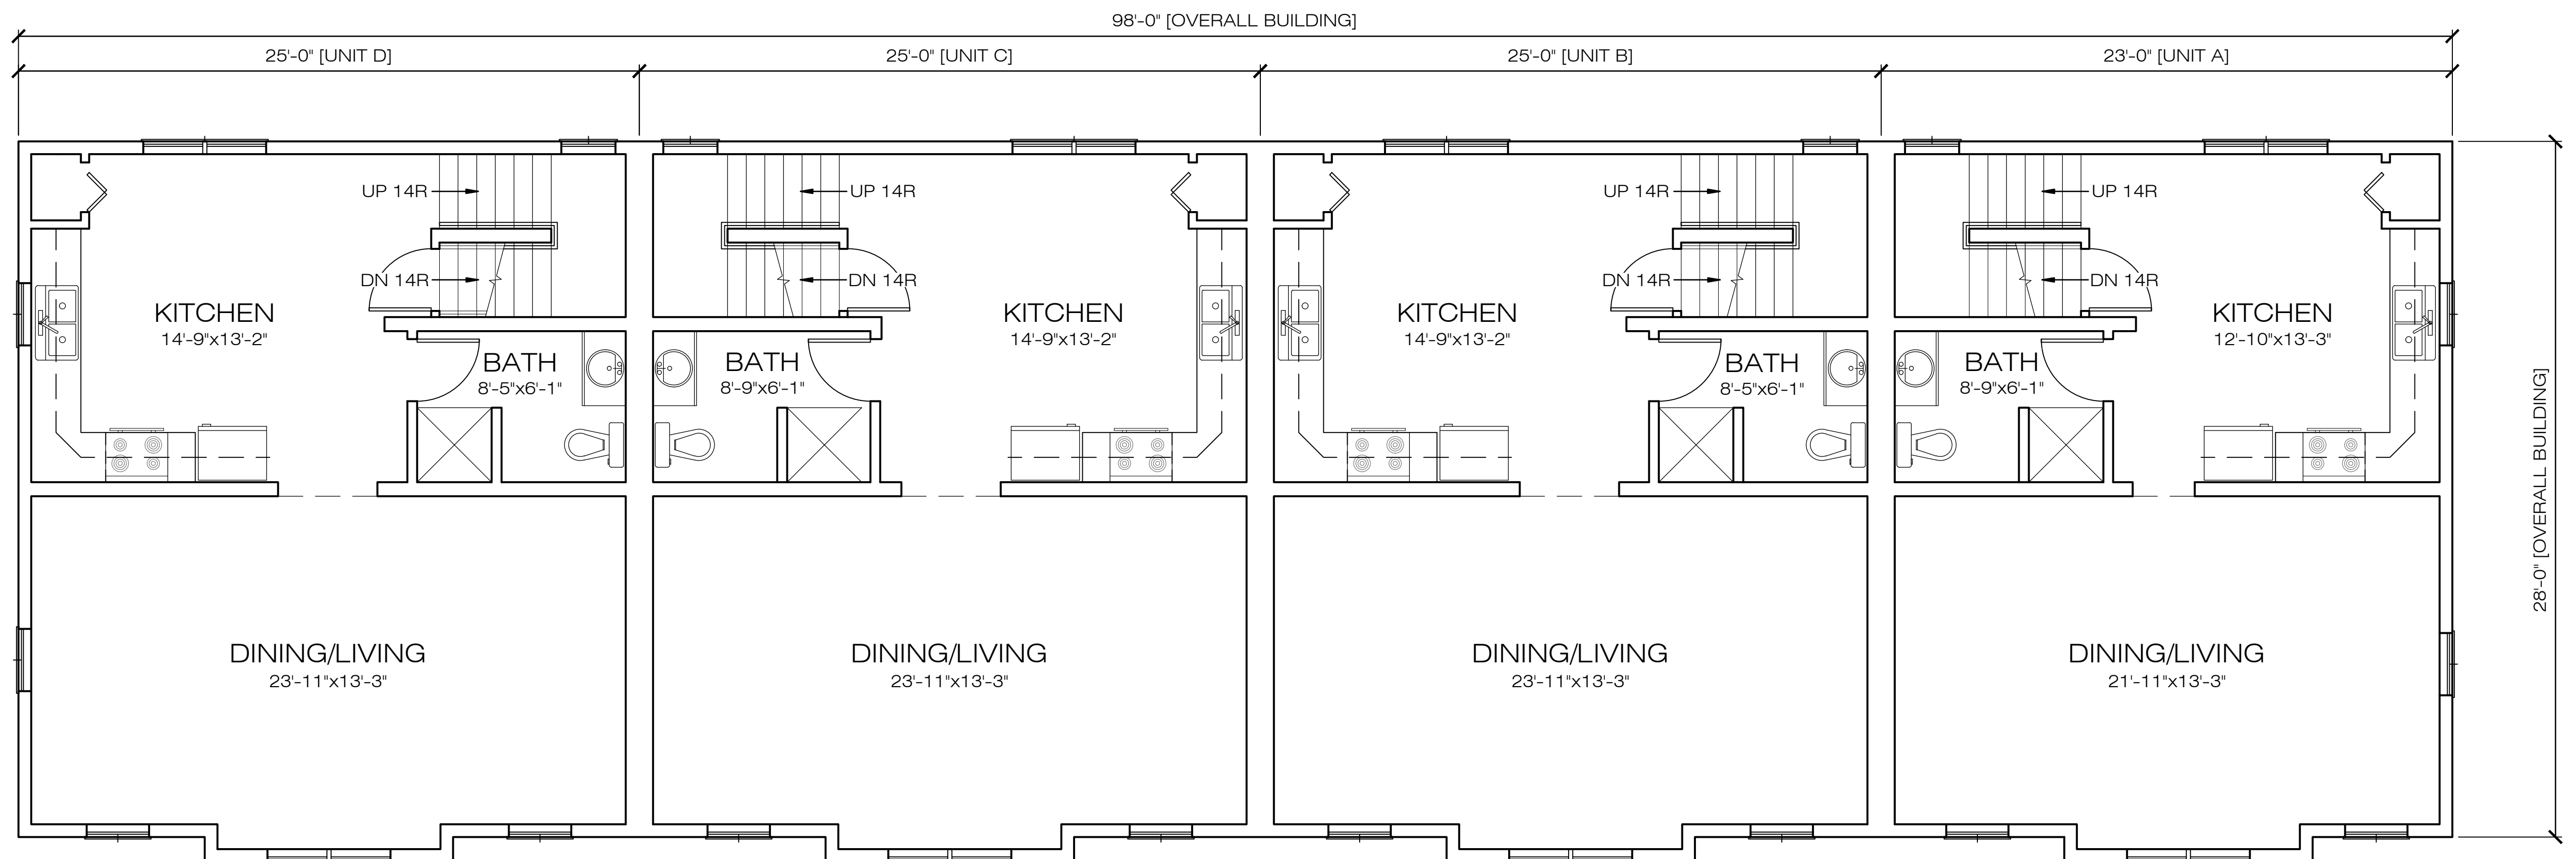 98'-0" [OVERALL BUILDING]
25'-0" [UNIT D]
25'-0" [UNIT C]
25'-0" [UNIT B]
23'-0" [UNIT A]
UP 14R
UP 14R
UP 14R
UP 14R
DN 14R
DN 14R
DN 14R
DN 14R
KITCHEN
14'-9"x13'-2"
KITCHEN
14'-9"x13'-2"
KITCHEN
14'-9"x13'-2"
KITCHEN
12'-10"x13'-3"
BATH
8'-5"x6'-1"
BATH
8'-9"x6'-1"
BATH
8'-5"x6'-1"
BATH
8'-9"x6'-1"
28'-0" [OVERALL BUILDING]
DINING/LIVING
23'-11"x13'-3"
DINING/LIVING
23'-11"x13'-3"
DINING/LIVING
23'-11"x13'-3"
DINING/LIVING
21'-11"x13'-3"